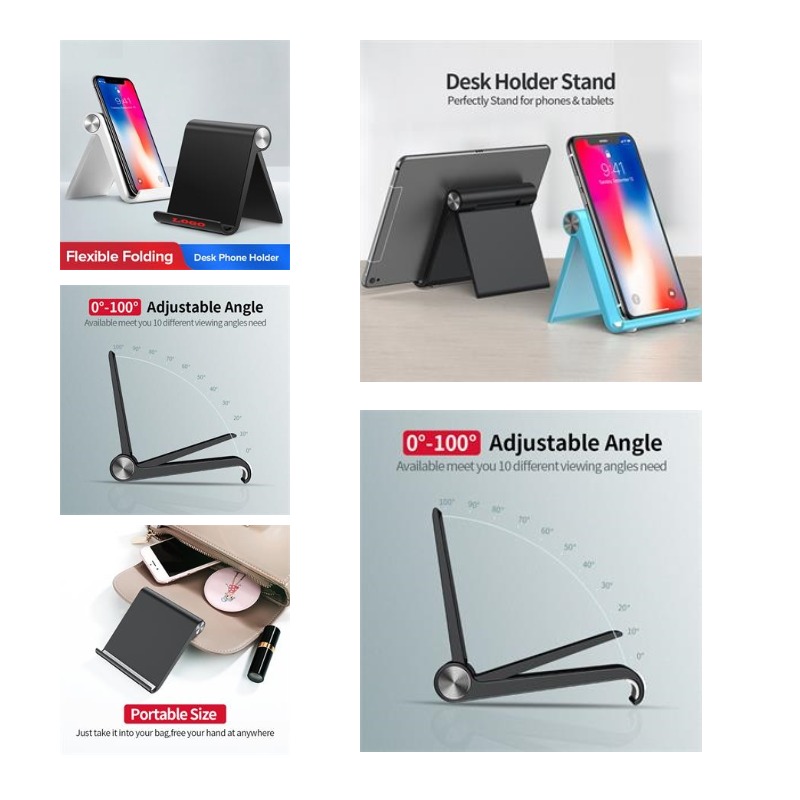 9:41
LOGO
Flexible Folding
Desk Phone Holder
Desk Holder Stand
Perfectly Stand for phones & tablets
9:41
0°-100° Adjustable Angle
Available meet you 10 different viewing angles need
100° 90° 80° 70° 60° 50° 40° 30° 20° 10° 0°
Portable Size
Just take it into your bag,free your hand at anywhere
0°-100° Adjustable Angle
Available meet you 10 different viewing angles need
100° 90° 80° 70° 60° 50° 40° 30° 20° 10° 0°